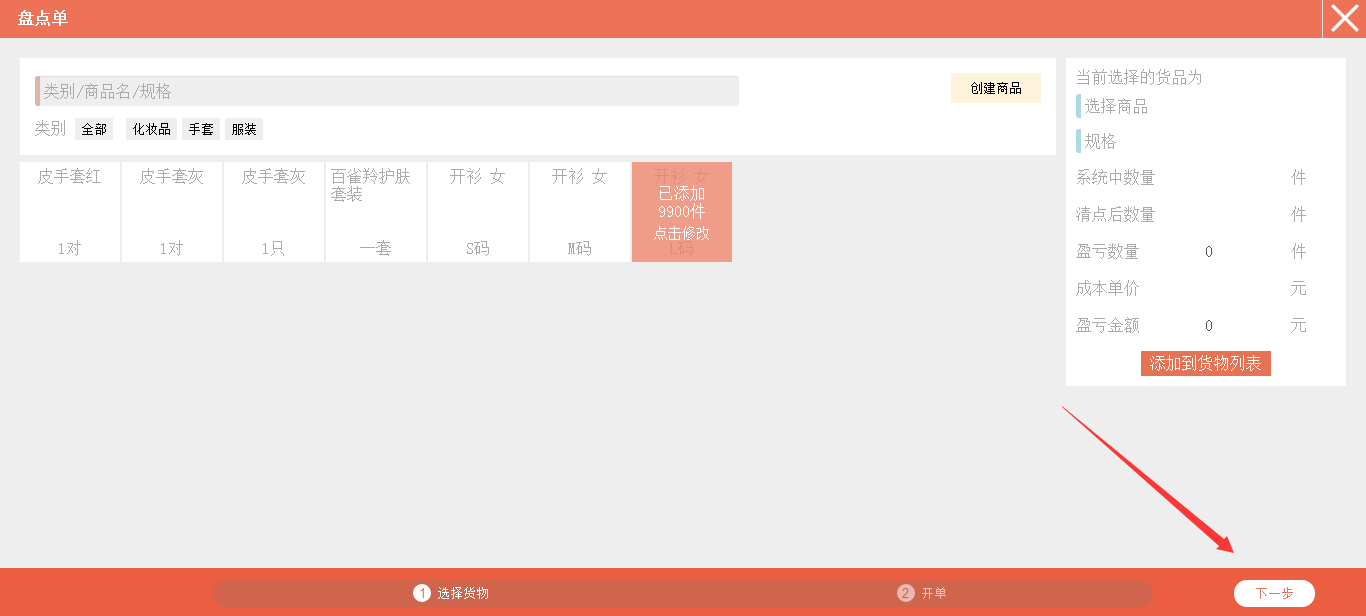 盘点单
类别/商品名/规格
创建商品
类别 全部 化妆品 手套 服装
皮手套红
1对
皮手套灰
1对
皮手套灰
1只
百雀羚护肤
套装
一套
开衫 女
S码
开衫 女
M码
开衫 女
已添加
9900件
点击修改
L码
当前选择的货品为
选择商品
规格
系统中数量 件
清点后数量 件
盈亏数量 0 件
成本单价 元
盈亏金额 0 元
添加到货物列表
1 选择货物
2 开单
下一步